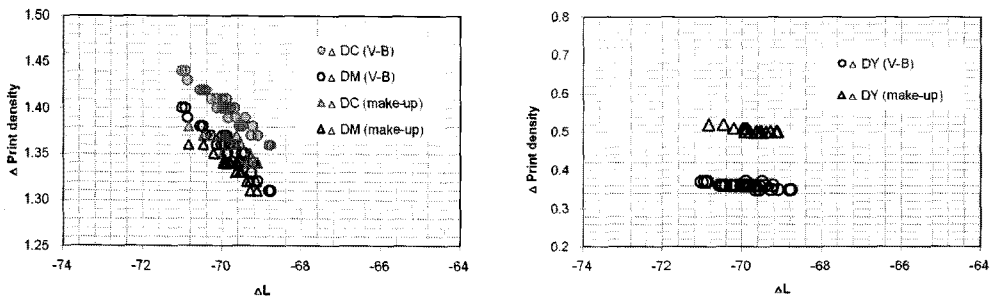 1.50
1.45
1.40
1.35
1.30
1.25
△ Print density
-74
-72
-70
-68
-66
-64
△L
○△ DC (V-B)
○△ DM (V-B)
△△ DC (make-up)
△△ DM (make-up)
0.8
0.7
0.6
0.5
0.4
0.3
0.2
△ Print density
-74
-72
-70
-68
-66
-64
△L
○△ DY (V-B)
△△ DY (make-up)